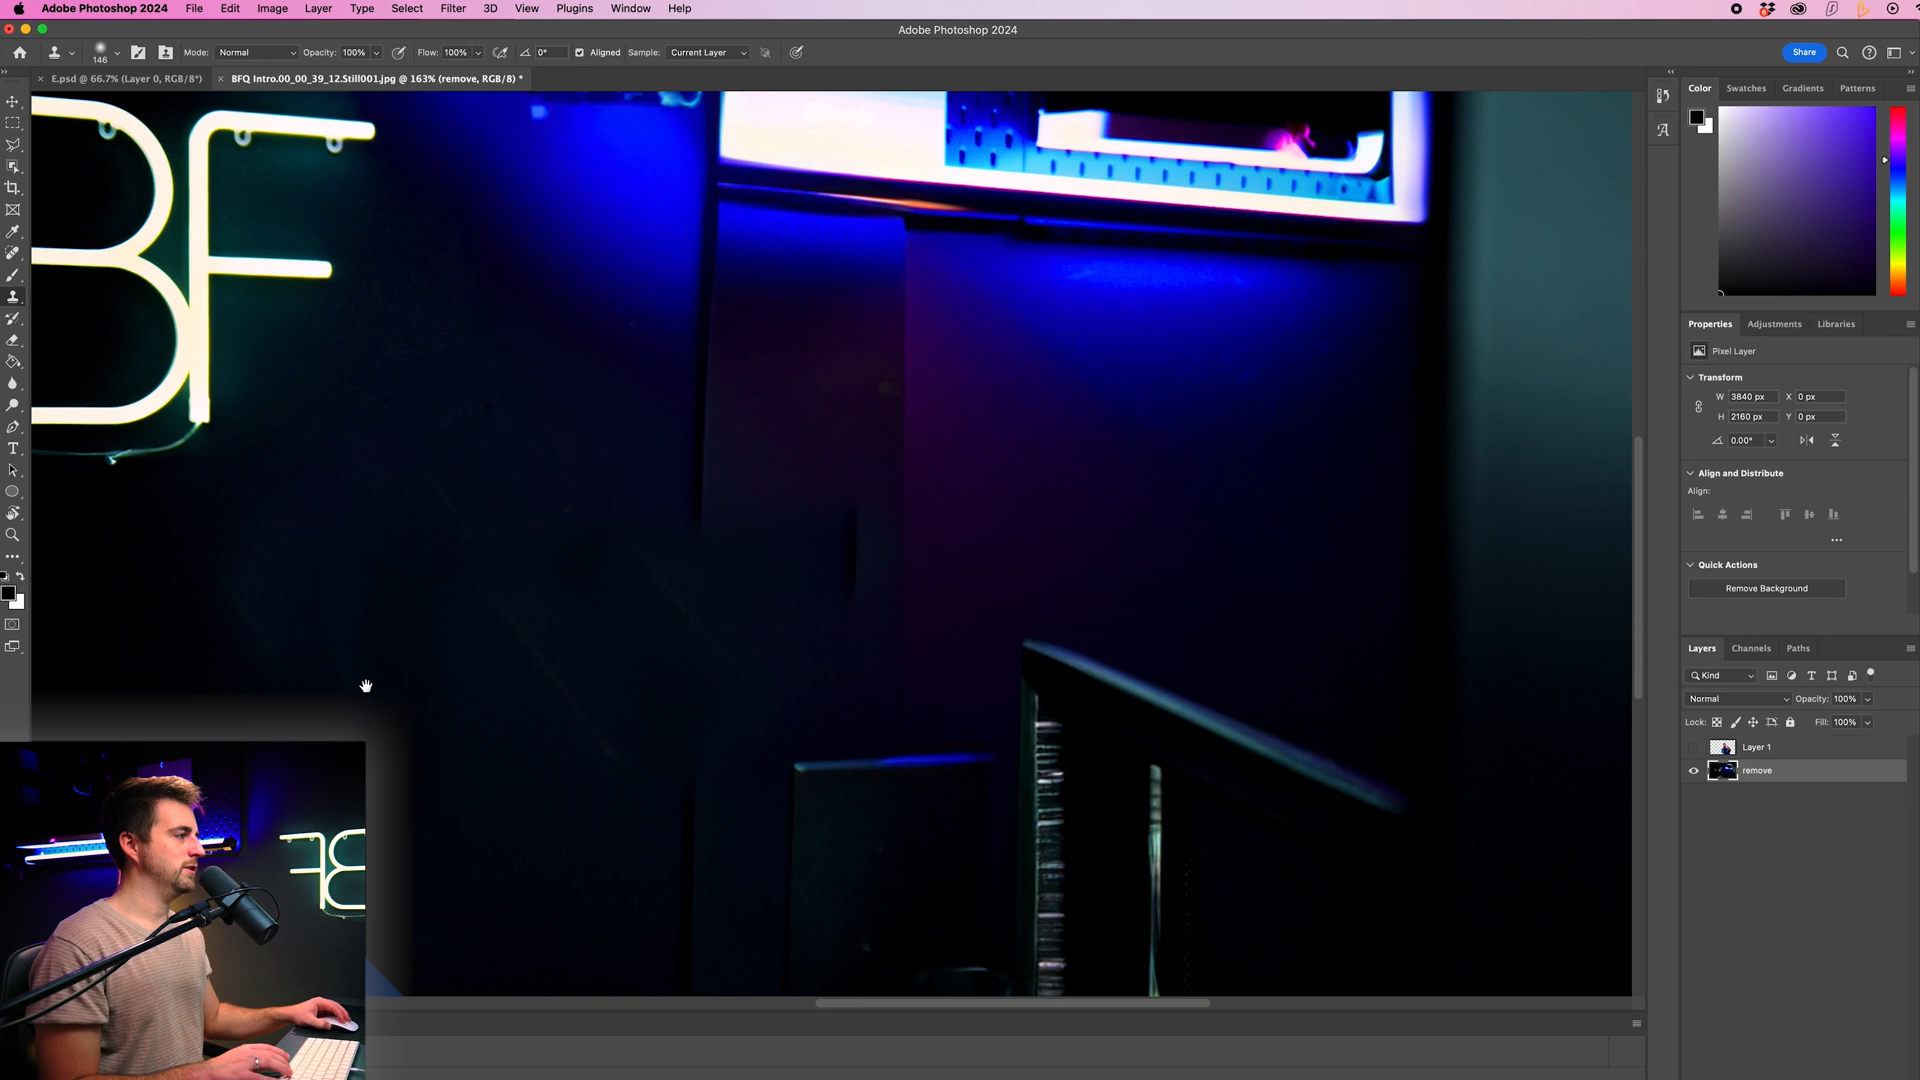 Adobe Photoshop 2024 File Edit Image Layer Type Select Filter 3D View Plugins Window Help
Adobe Photoshop 2024
146 Mode: Normal Opacity: 100% Flow: 100% 0° Aligned Sample: Current Layer Share
E.psd @ 66.7% (Layer 0, RGB/8*) BFQ Intro.00_00_39_12.Still001.jpg @ 163% (remove, RGB/8) *
Color Swatches Gradients Patterns
BF
Properties Adjustments Libraries
Pixel Layer
Transform
W 3840 px X 0 px
H 2160 px Y 0 px
0.00°
Align and Distribute
Align:
Quick Actions
Remove Background
Layers Channels Paths
Kind
Normal Opacity: 100%
Lock: Fill: 100%
Layer 1
remove